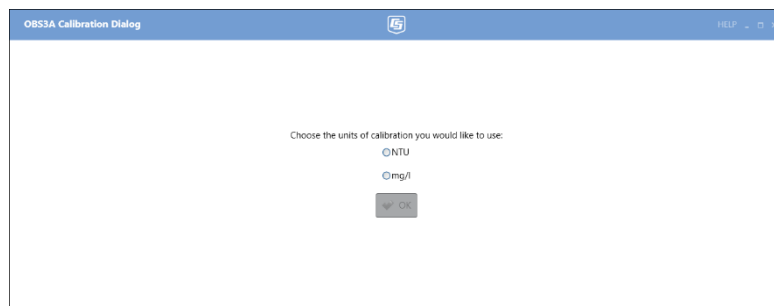 OBS3A Calibration Dialog
HELP
Choose the units of calibration you would like to use:
NTU
mg/l
OK